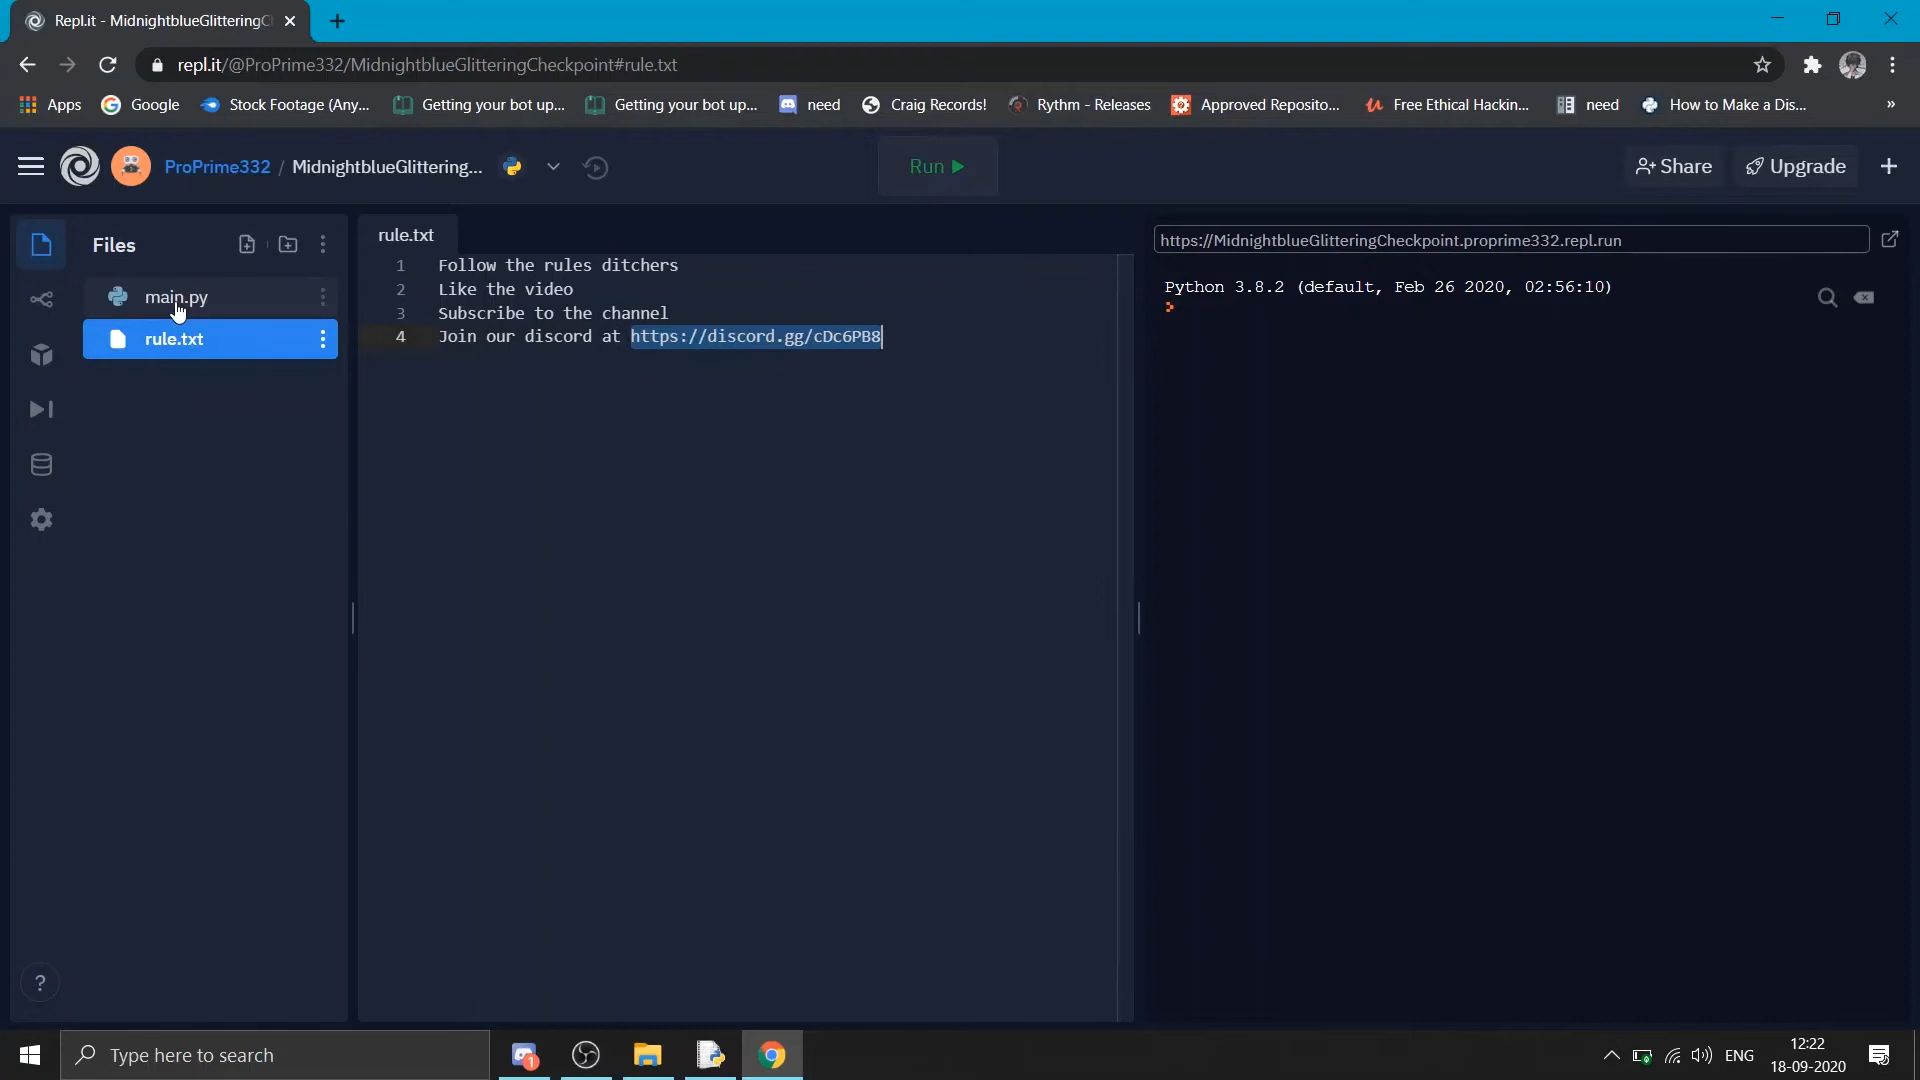 Repl.it - MidnightblueGlitteringC
repl.it/@ProPrime332/MidnightblueGlitteringCheckpoint#rule.txt
Apps Google Stock Footage (Any... Getting your bot up... Getting your bot up... need Craig Records! Rythm - Releases Approved Reposito... Free Ethical Hackin... need How to Make a Dis... »
ProPrime332 / MidnightblueGlittering... Run Share Upgrade
Files
main.py
rule.txt
rule.txt
1 Follow the rules ditchers
2 Like the video
3 Subscribe to the channel
4 Join our discord at https://discord.gg/cDc6PB8
https://MidnightblueGlitteringCheckpoint.proprime332.repl.run
Python 3.8.2 (default, Feb 26 2020, 02:56:10)
?
Type here to search
1
ENG
12:22
18-09-2020